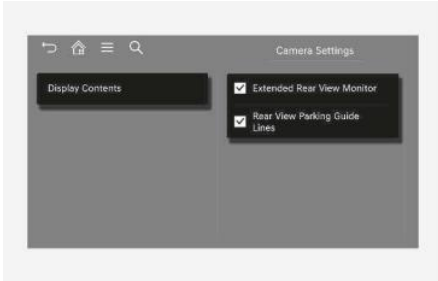 Camera Settings
Display Contents
Extended Rear View Monitor
Rear View Parking Guide
Lines